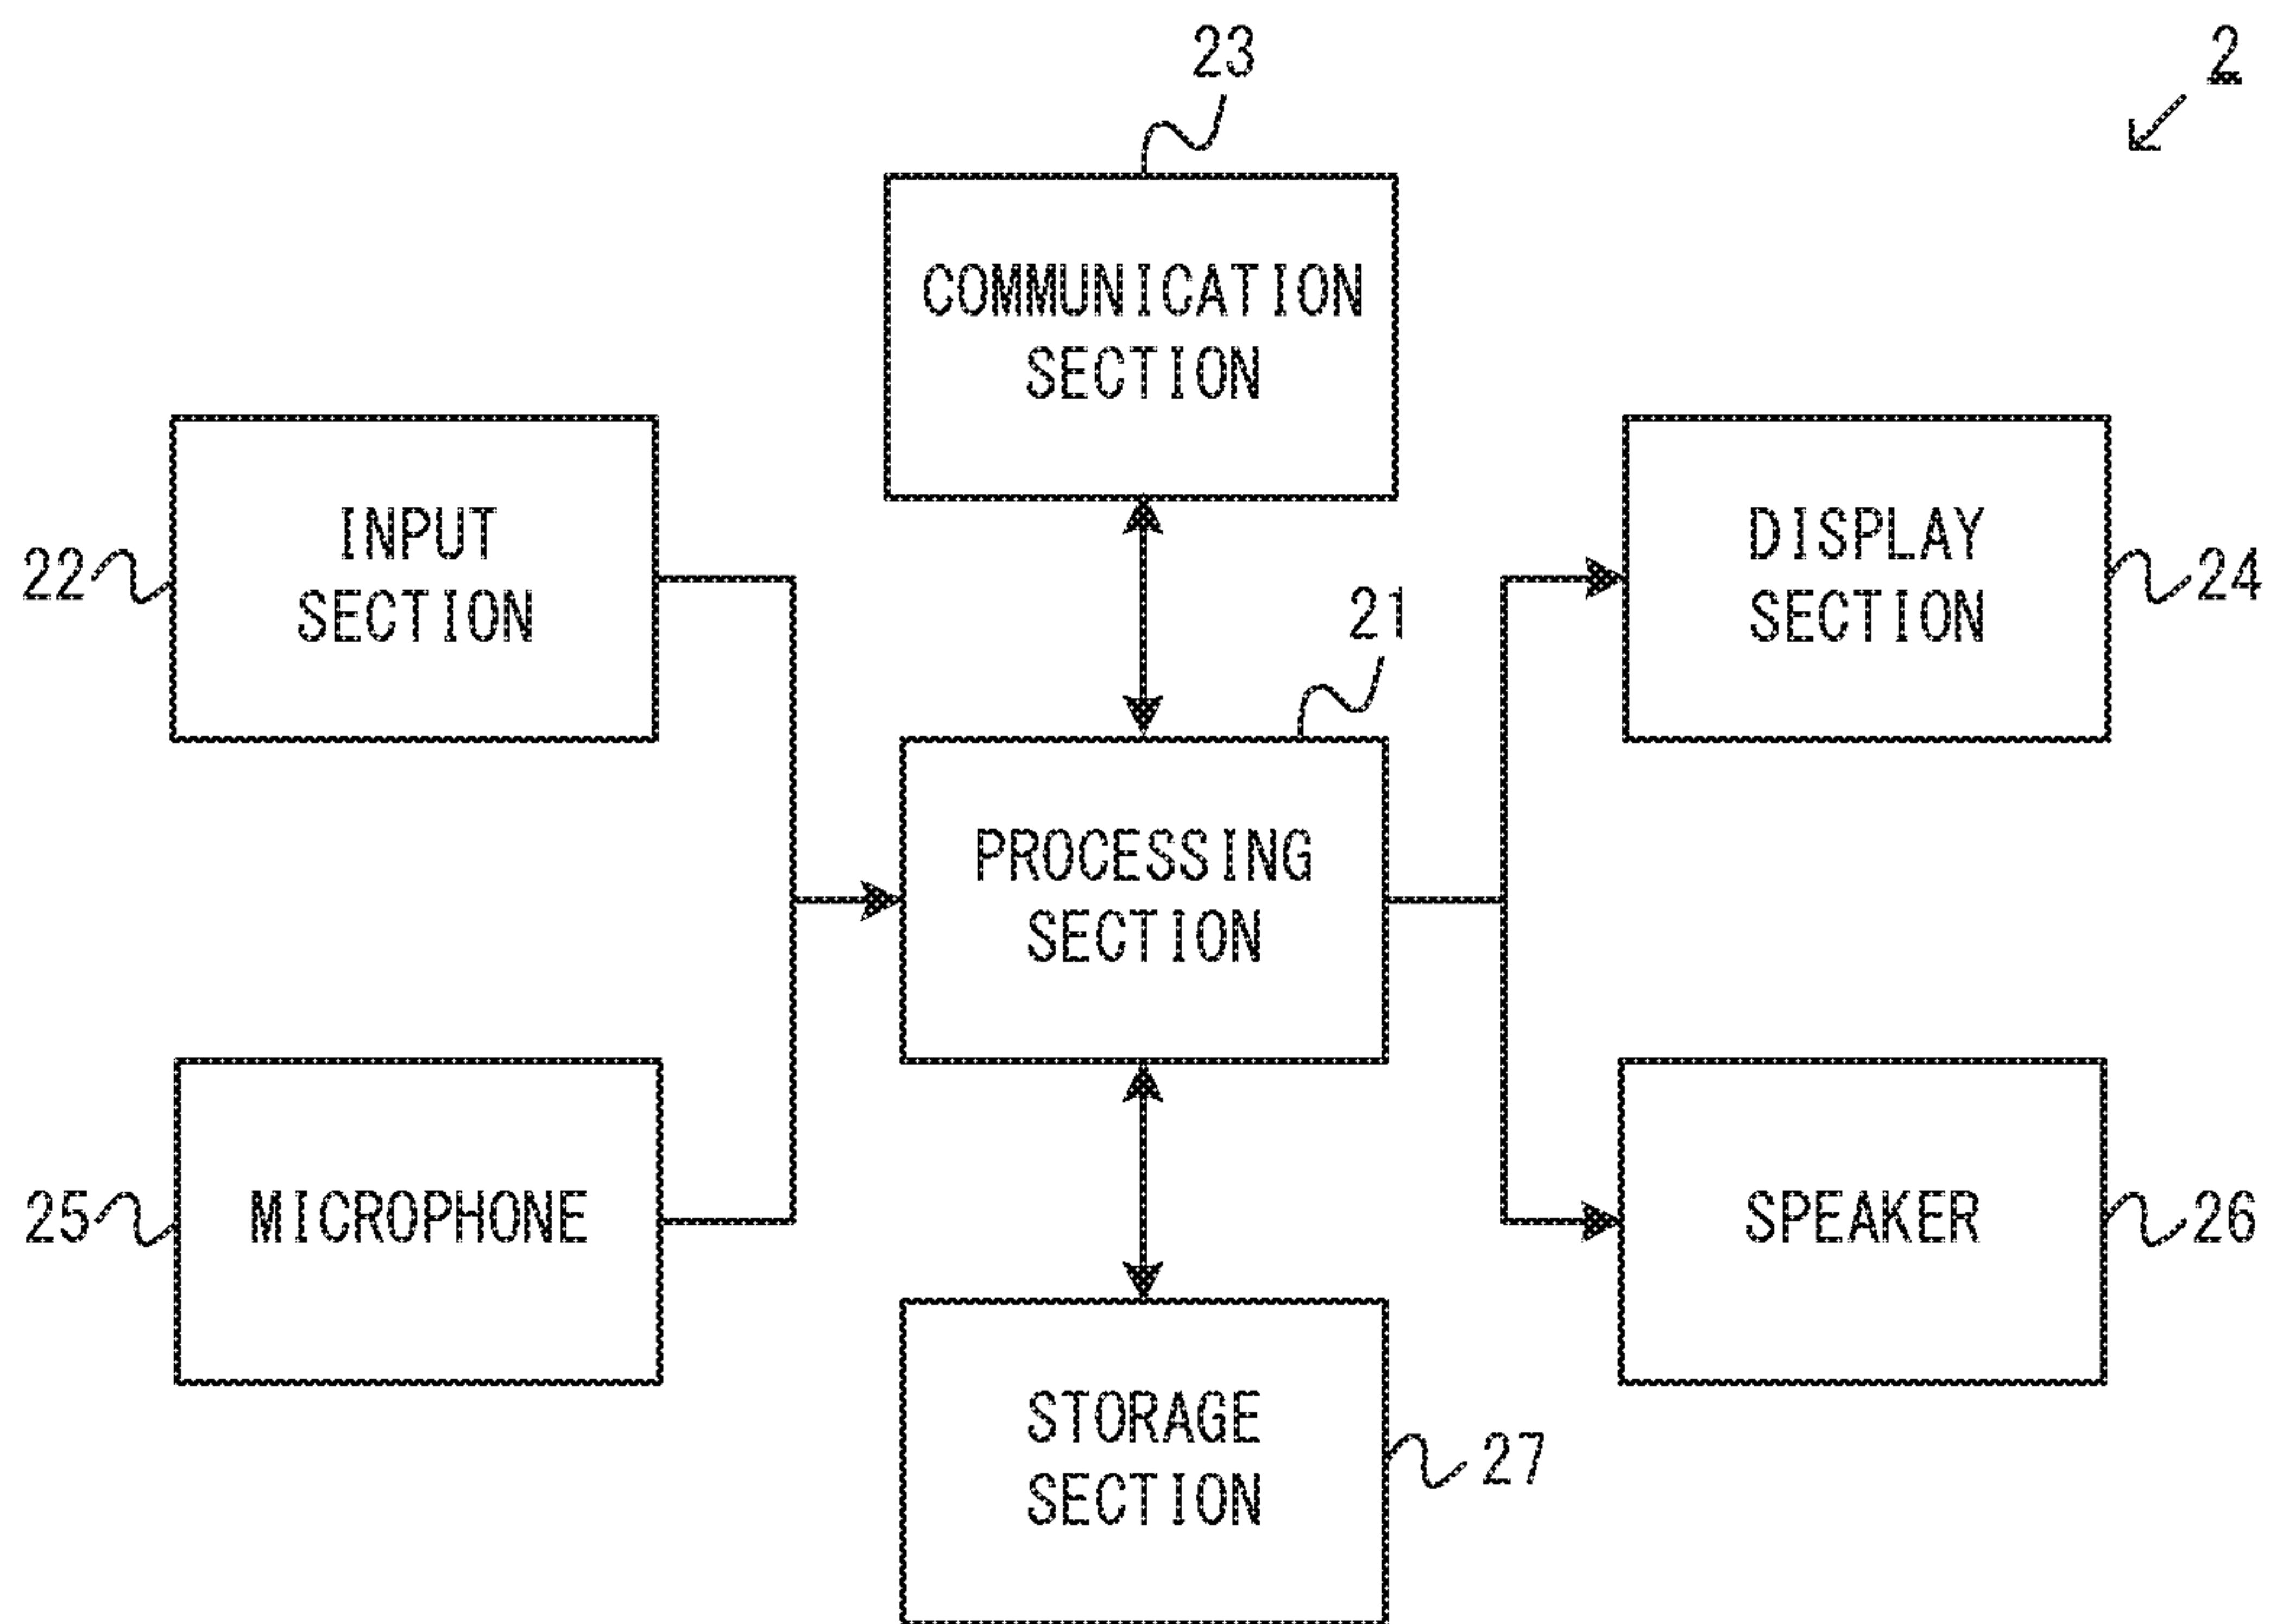 23
2
COMMUNICATION
SECTION
22
INPUT
SECTION
DISPLAY
SECTION
24
21
PROCESSING
SECTION
25
MICROPHONE
SPEAKER
26
STORAGE
SECTION
27